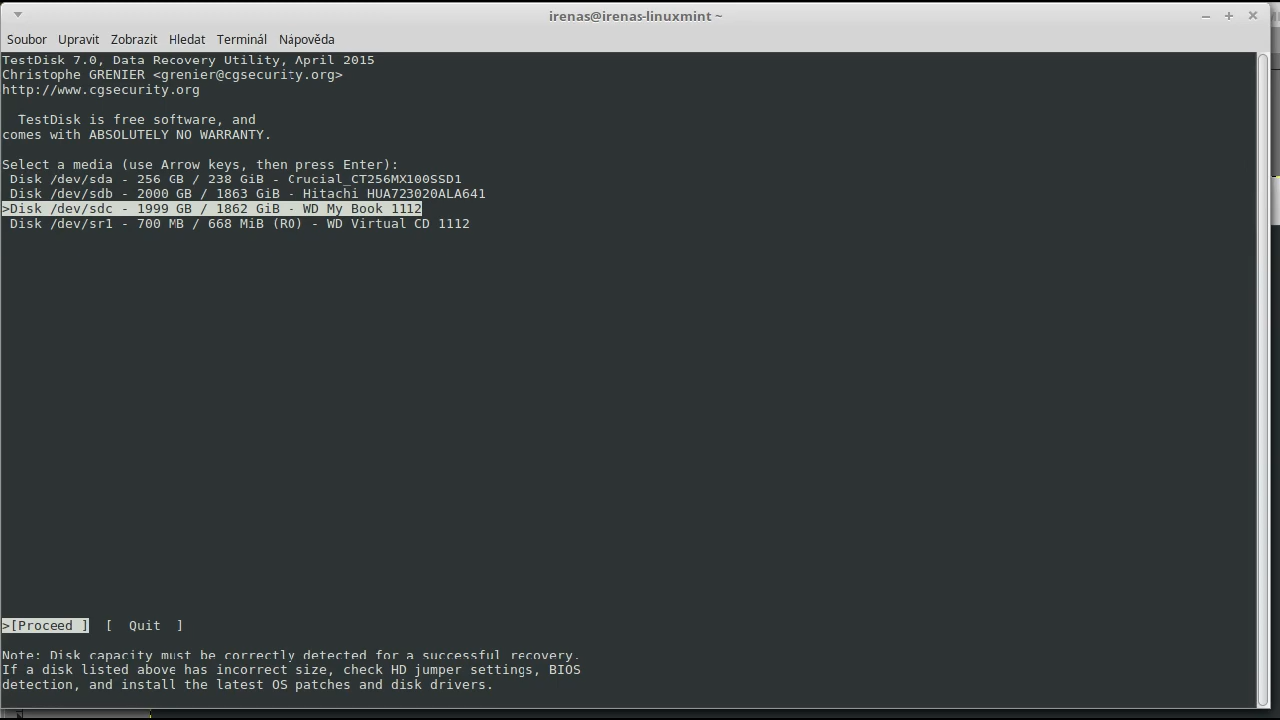 irenas@irenas-linuxmint ~
Soubor Upravit Zobrazit Hledat Terminál Nápověda
TestDisk 7.0, Data Recovery Utility, April 2015
Christophe GRENIER <grenier@cgsecurity.org>
http://www.cgsecurity.org
TestDisk is free software, and
comes with ABSOLUTELY NO WARRANTY.
Select a media (use Arrow keys, then press Enter):
Disk /dev/sda - 256 GB / 238 GiB - Crucial_CT256MX100SSD1
Disk /dev/sdb - 2000 GB / 1863 GiB - Hitachi HUA723020ALA641
>Disk /dev/sdc - 1999 GB / 1862 GiB - WD My Book 1112
Disk /dev/sr1 - 700 MB / 668 MiB (RO) - WD Virtual CD 1112
>[Proceed ] [ Quit ]
Note: Disk capacity must be correctly detected for a successful recovery.
If a disk listed above has incorrect size, check HD jumper settings, BIOS
detection, and install the latest OS patches and disk drivers.